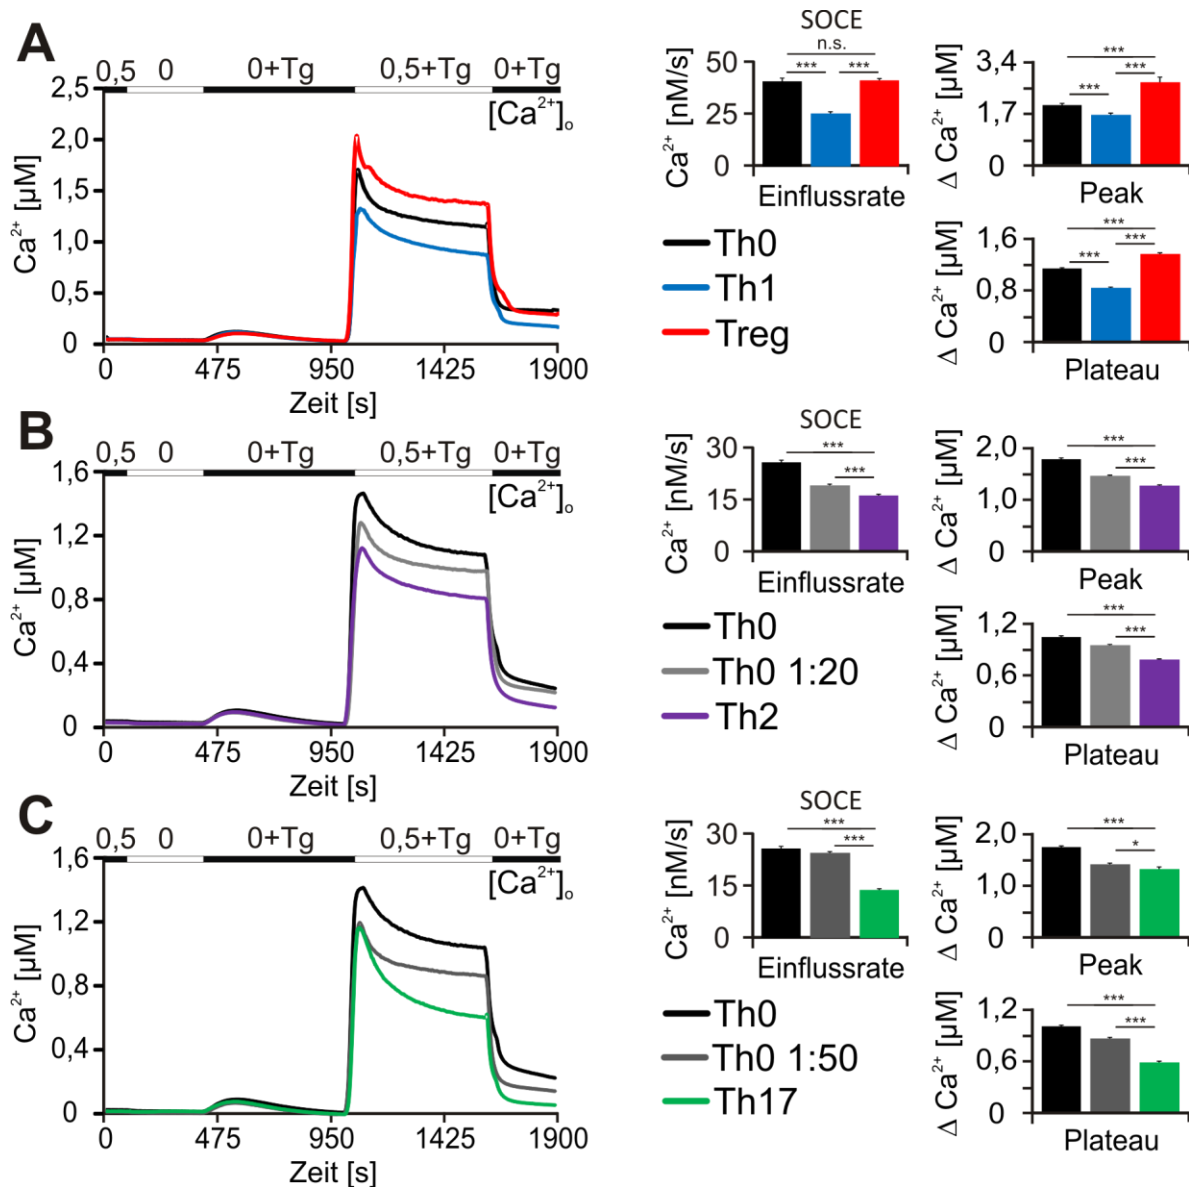 A
0,5 0 0+Tg 0,5+Tg 0+Tg
[Ca²⁺]ₒ
Ca²⁺ [µM]
2,5
2.0
1,5
1,0
0,5
0
0 475 950 1425 1900
Zeit [s]
SOCE
n.s.
*** ***
Ca²⁺ [nM/s]
50
25
0
Einflussrate
Th0
Th1
Treg
***
*** ***
Δ Ca²⁺ [µM]
3,4
1.7
0
Peak
***
*** ***
Δ Ca²⁺ [µM]
1,6
0.8
0
Plateau
B
0,5 0 0+Tg 0,5+Tg 0+Tg
[Ca²⁺]ₒ
Ca²⁺ [µM]
1,6
1.2
0,8
0.4
0
0 475 950 1425 1900
Zeit [s]
SOCE
***
***
Ca²⁺ [nM/s]
30
15
0
Einflussrate
Th0
Th0 1:20
Th2
***
***
Δ Ca²⁺ [µM]
2,0
1,0
0
Peak
***
***
Δ Ca²⁺ [µM]
1,2
0,6
0
Plateau
C
0,5 0 0+Tg 0,5+Tg 0+Tg
[Ca²⁺]ₒ
Ca²⁺ [µM]
1,6
1,2
0,8
0,4
0
0 475 950 1425 1900
Zeit [s]
SOCE
***
***
Ca²⁺ [nM/s]
30
15
0
Einflussrate
Th0
Th0 1:50
Th17
***
*
Δ Ca²⁺ [µM]
2,0
1,0
0
Peak
***
***
Δ Ca²⁺ [µM]
1,2
0,6
0
Plateau